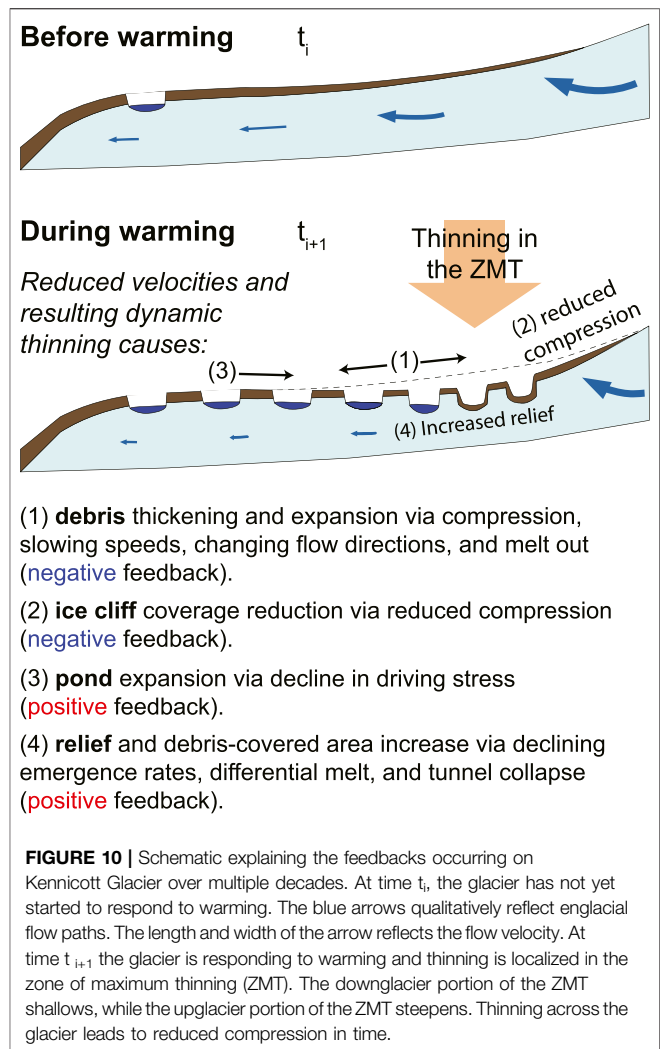 Before warming t_i
During warming t_{i+1}
Thinning in
the ZMT
Reduced velocities and
resulting dynamic
thinning causes:
(2) reduced
compression
(3)
(1)
(4) Increased relief
(1) debris thickening and expansion via compression,
slowing speeds, changing flow directions, and melt out
(negative feedback).
(2) ice cliff coverage reduction via reduced compression
(negative feedback).
(3) pond expansion via decline in driving stress
(positive feedback).
(4) relief and debris-covered area increase via declining
emergence rates, differential melt, and tunnel collapse
(positive feedback).
FIGURE 10 | Schematic explaining the feedbacks occurring on
Kennicott Glacier over multiple decades. At time t_i, the glacier has not yet
started to respond to warming. The blue arrows qualitatively reflect englacial
flow paths. The length and width of the arrow reflects the flow velocity. At
time t_{i+1} the glacier is responding to warming and thinning is localized in the
zone of maximum thinning (ZMT). The downglacier portion of the ZMT
shallows, while the upglacier portion of the ZMT steepens. Thinning across the
glacier leads to reduced compression in time.